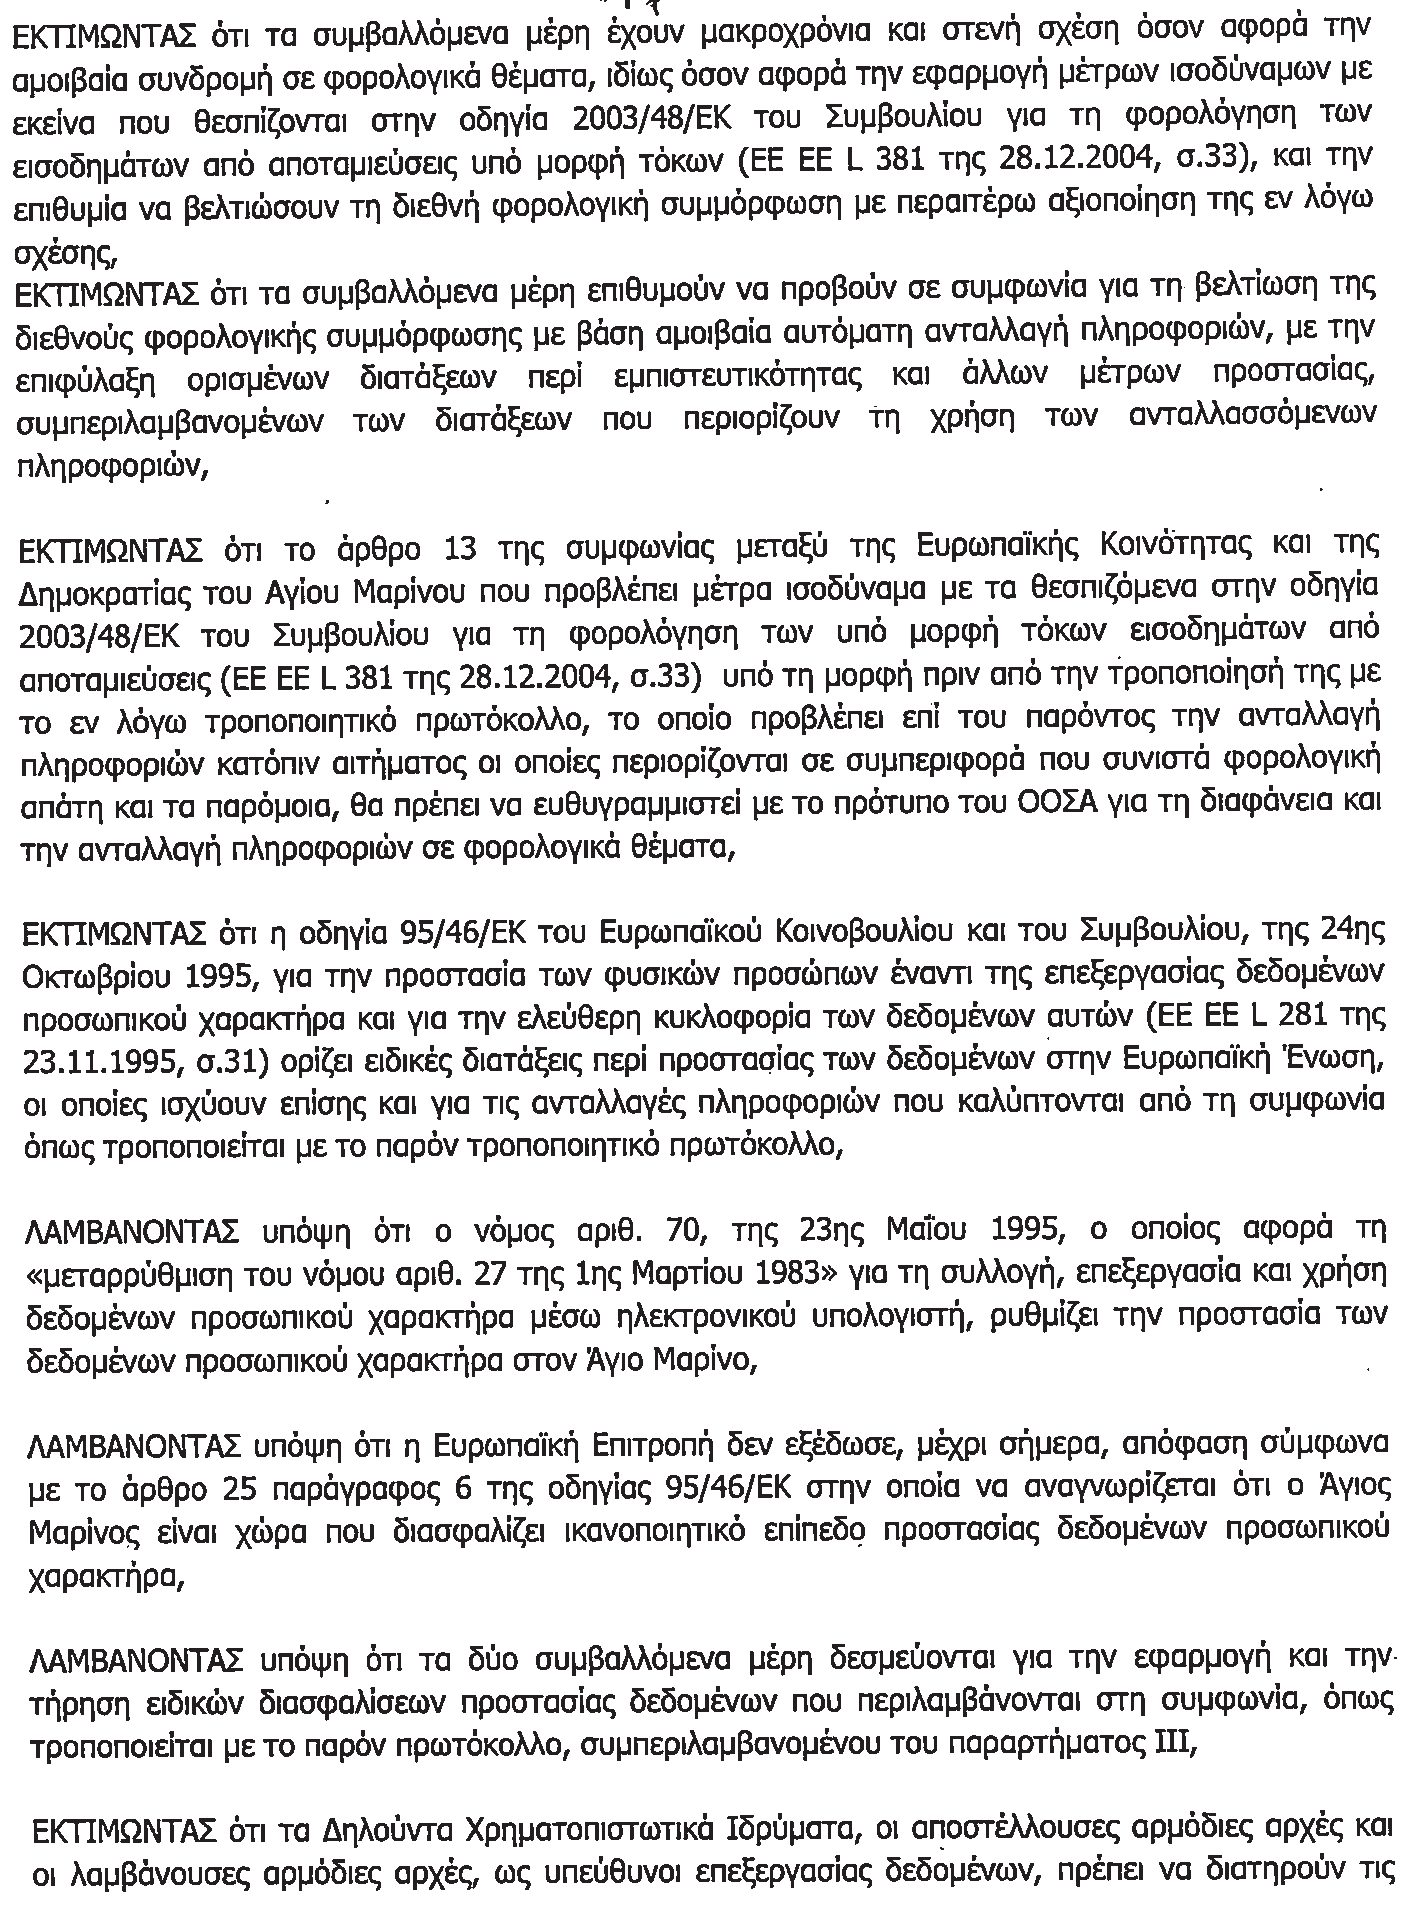 ΕΚΤΙΜΩΝΤΑΣ ότι τα συμβαλλόμενα μέρη έχουν μακροχρόνια και στενή σχέση όσον αφορά την
αμοιβαία συνδρομή σε φορολογικά θέματα, ιδίως όσον αφορά την εφαρμογή μέτρων ισοδύναμων με
εκείνα που θεσπίζονται στην οδηγία 2003/48/ΕΚ του Συμβουλίου για τη φορολόγηση των
εισοδημάτων από αποταμιεύσεις υπό μορφή τόκων (ΕΕ ΕΕ L 381 της 28.12.2004, σ.33), και την
επιθυμία να βελτιώσουν τη διεθνή φορολογική συμμόρφωση με περαιτέρω αξιοποίηση της εν λόγω
σχέσης,
ΕΚΤΙΜΩΝΤΑΣ ότι τα συμβαλλόμενα μέρη επιθυμούν να προβούν σε συμφωνία για τη βελτίωση της
διεθνούς φορολογικής συμμόρφωσης με βάση αμοιβαία αυτόματη ανταλλαγή πληροφοριών, με την
επιφύλαξη ορισμένων διατάξεων περί εμπιστευτικότητας και άλλων μέτρων προστασίας,
συμπεριλαμβανομένων των διατάξεων που περιορίζουν τη χρήση των ανταλλασσόμενων
πληροφοριών,
ΕΚΤΙΜΩΝΤΑΣ ότι το άρθρο 13 της συμφωνίας μεταξύ της Ευρωπαϊκής Κοινότητας και της
Δημοκρατίας του Αγίου Μαρίνου που προβλέπει μέτρα ισοδύναμα με τα θεσπιζόμενα στην οδηγία
2003/48/ΕΚ του Συμβουλίου για τη φορολόγηση των υπό μορφή τόκων εισοδημάτων από
αποταμιεύσεις (ΕΕ ΕΕ L 381 της 28.12.2004, σ.33) υπό τη μορφή πριν από την τροποποίησή της με
το εν λόγω τροποποιητικό πρωτόκολλο, το οποίο προβλέπει επί του παρόντος την ανταλλαγή
πληροφοριών κατόπιν αιτήματος οι οποίες περιορίζονται σε συμπεριφορά που συνιστά φορολογική
απάτη και τα παρόμοια, θα πρέπει να ευθυγραμμιστεί με το πρότυπο του ΟΟΣΑ για τη διαφάνεια και
την ανταλλαγή πληροφοριών σε φορολογικά θέματα,
ΕΚΤΙΜΩΝΤΑΣ ότι η οδηγία 95/46/ΕΚ του Ευρωπαϊκού Κοινοβουλίου και του Συμβουλίου, της 24ης
Οκτωβρίου 1995, για την προστασία των φυσικών προσώπων έναντι της επεξεργασίας δεδομένων
προσωπικού χαρακτήρα και για την ελεύθερη κυκλοφορία των δεδομένων αυτών (ΕΕ ΕΕ L 281 της
23.11.1995, σ.31) ορίζει ειδικές διατάξεις περί προστασίας των δεδομένων στην Ευρωπαϊκή Ένωση,
οι οποίες ισχύουν επίσης και για τις ανταλλαγές πληροφοριών που καλύπτονται από τη συμφωνία
όπως τροποποιείται με το παρόν τροποποιητικό πρωτόκολλο,
ΛΑΜΒΑΝΟΝΤΑΣ υπόψη ότι ο νόμος αριθ. 70, της 23ης Μαΐου 1995, ο οποίος αφορά τη
«μεταρρύθμιση του νόμου αριθ. 27 της 1ης Μαρτίου 1983» για τη συλλογή, επεξεργασία και χρήση
δεδομένων προσωπικού χαρακτήρα μέσω ηλεκτρονικού υπολογιστή, ρυθμίζει την προστασία των
δεδομένων προσωπικού χαρακτήρα στον Άγιο Μαρίνο,
ΛΑΜΒΑΝΟΝΤΑΣ υπόψη ότι η Ευρωπαϊκή Επιτροπή δεν εξέδωσε, μέχρι σήμερα, απόφαση σύμφωνα
με το άρθρο 25 παράγραφος 6 της οδηγίας 95/46/ΕΚ στην οποία να αναγνωρίζεται ότι ο Άγιος
Μαρίνος είναι χώρα που διασφαλίζει ικανοποιητικό επίπεδο προστασίας δεδομένων προσωπικού
χαρακτήρα,
ΛΑΜΒΑΝΟΝΤΑΣ υπόψη ότι τα δύο συμβαλλόμενα μέρη δεσμεύονται για την εφαρμογή και την
τήρηση ειδικών διασφαλίσεων προστασίας δεδομένων που περιλαμβάνονται στη συμφωνία, όπως
τροποποιείται με το παρόν πρωτόκολλο, συμπεριλαμβανομένου του παραρτήματος ΙΙΙ,
ΕΚΤΙΜΩΝΤΑΣ ότι τα Δηλούντα Χρηματοπιστωτικά Ιδρύματα, οι αποστέλλουσες αρμόδιες αρχές και
οι λαμβάνουσες αρμόδιες αρχές, ως υπεύθυνοι επεξεργασίας δεδομένων, πρέπει να διατηρούν τις